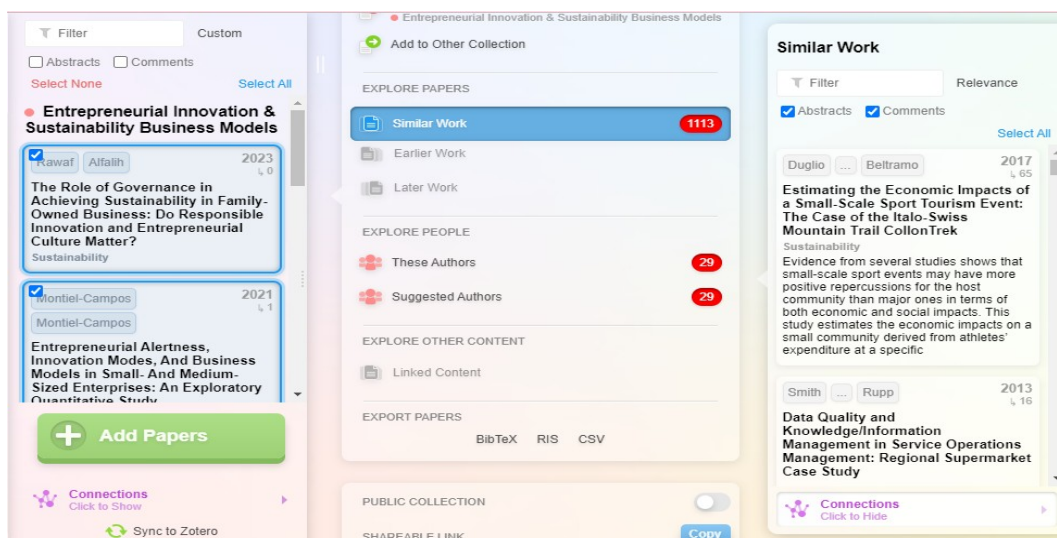 Filter
Custom
Abstracts
Comments
Select None
Select All
Entrepreneurial Innovation &
Sustainability Business Models
Rawaf
Alfalih
2023
0
The Role of Governance in
Achieving Sustainability in Family-
Owned Business: Do Responsible
Innovation and Entrepreneurial
Culture Matter?
Sustainability
Montiel-Campos
2021
1
Montiel-Campos
Entrepreneurial Alertness,
Innovation Modes, And Business
Models in Small- And Medium-
Sized Enterprises: An Exploratory
Quantitative Study
Add Papers
Connections
Click to Show
Sync to Zotero
Entrepreneurial Innovation & Sustainability Business Models
Add to Other Collection
EXPLORE PAPERS
Similar Work
1113
Earlier Work
Later Work
EXPLORE PEOPLE
These Authors
29
Suggested Authors
29
EXPLORE OTHER CONTENT
Linked Content
EXPORT PAPERS
BibTeX RIS CSV
PUBLIC COLLECTION
SHAREABLE LINK
Copy
Similar Work
Filter
Relevance
Abstracts
Comments
Select All
Duglio
...
Beltramo
2017
65
Estimating the Economic Impacts of
a Small-Scale Sport Tourism Event:
The Case of the Italo-Swiss
Mountain Trail CollonTrek
Sustainability
Evidence from several studies shows that
small-scale sport events may have more
positive repercussions for the host
community than major ones in terms of
both economic and social impacts. This
study estimates the economic impacts on a
small community derived from athletes'
expenditure at a specific
Smith
...
Rupp
2013
16
Data Quality and
Knowledge/Information
Management in Service Operations
Management: Regional Supermarket
Case Study
Connections
Click to Hide